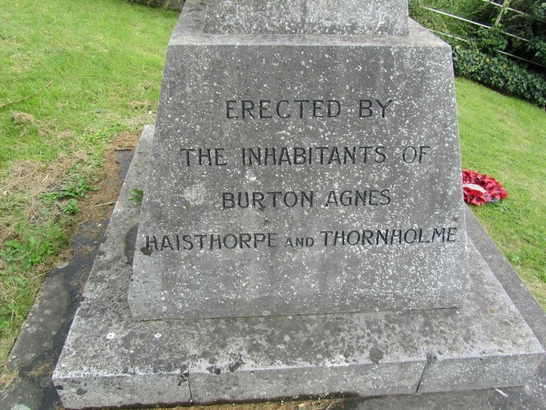 ERECTED BY
THE INHABITANTS OF
BURTON AGNES
HAISTHORPE AND THORNHOLME